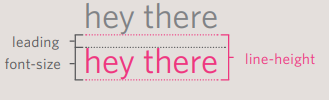 hey there
leading
font-size
hey there
line-height